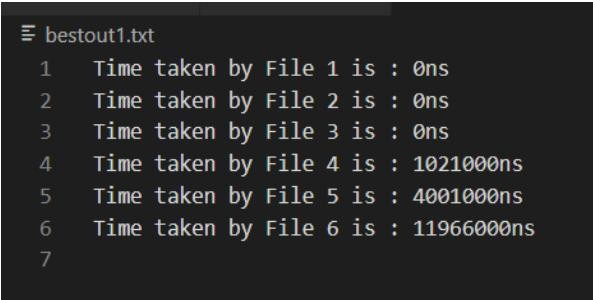 bestout1.txt
1 Time taken by File 1 is : 0ns
2 Time taken by File 2 is : 0ns
3 Time taken by File 3 is : 0ns
4 Time taken by File 4 is : 1021000ns
5 Time taken by File 5 is : 4001000ns
6 Time taken by File 6 is : 11966000ns
7